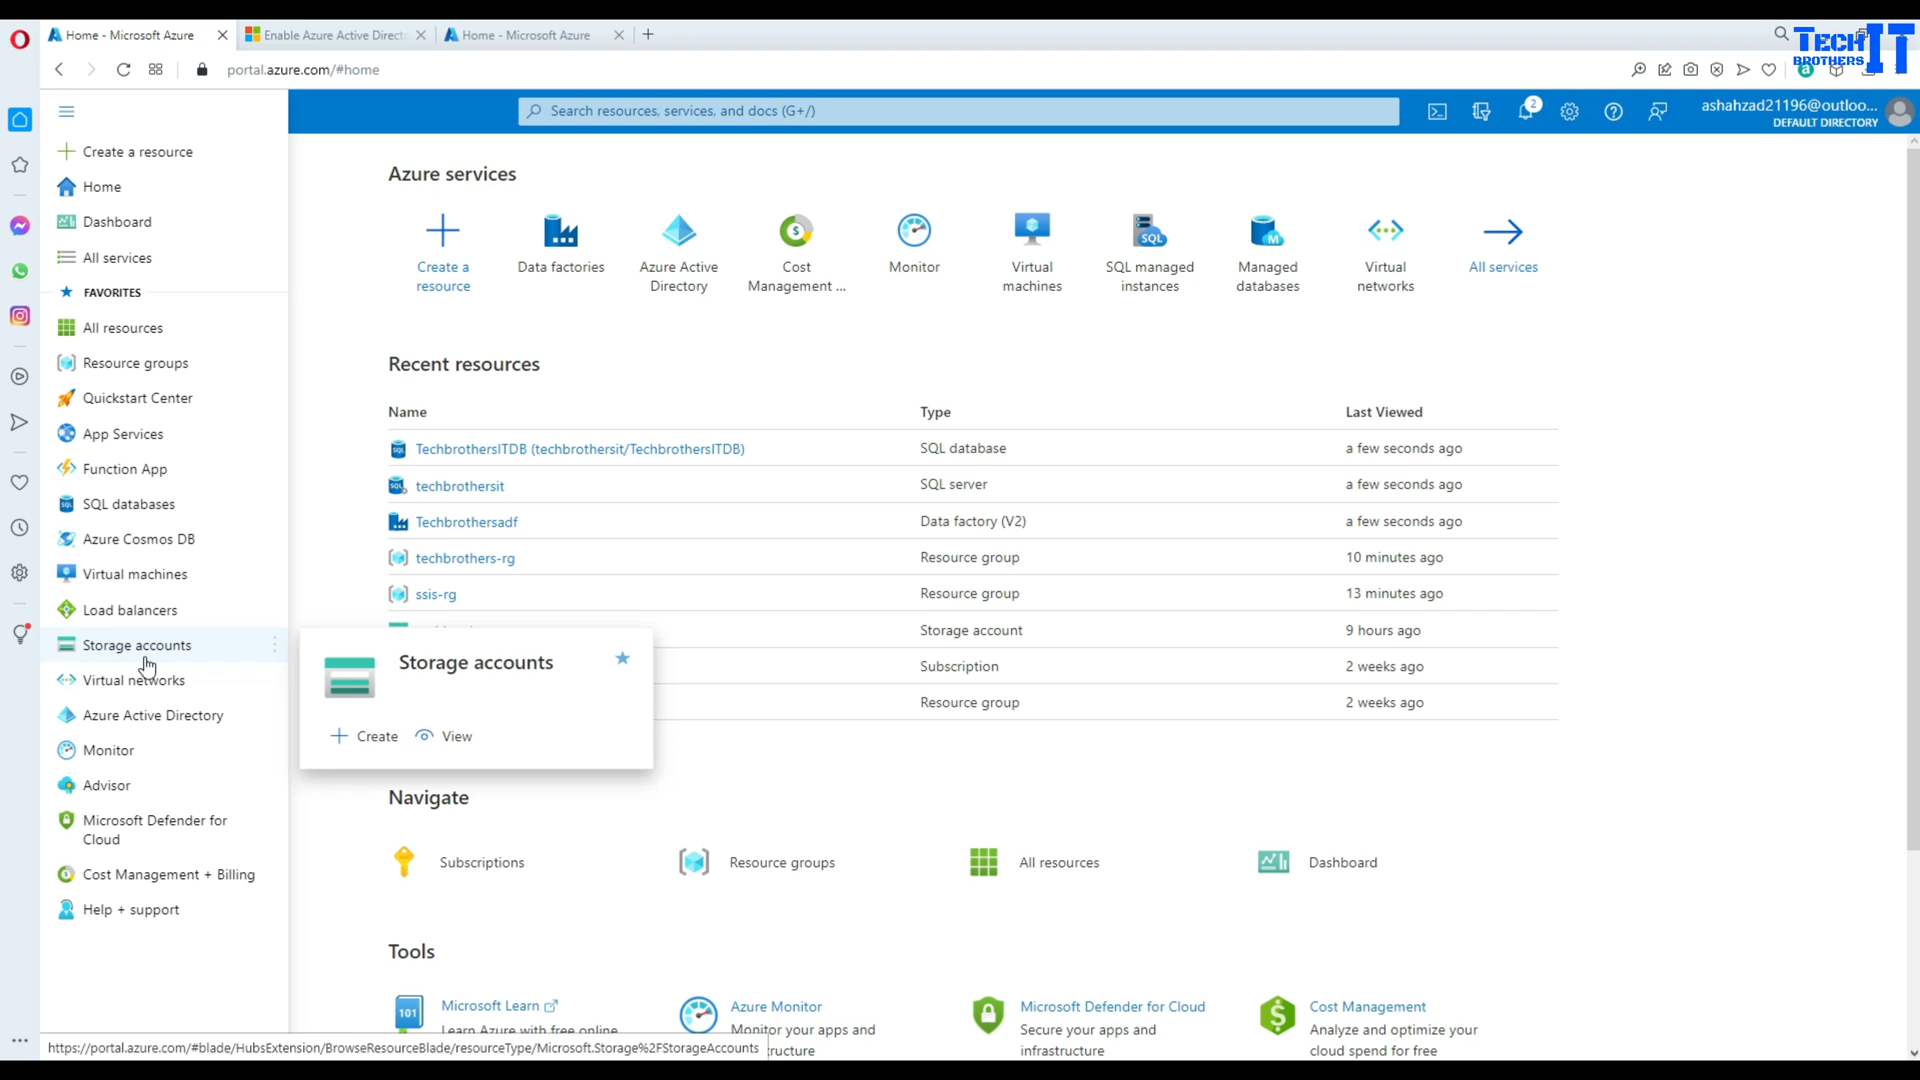 Home - Microsoft Azure
Enable Azure Active Direct
Home - Microsoft Azure
TECH IT
BROTHERS
portal.azure.com/#home
Search resources, services, and docs (G+/)
2
ashahzad21196@outloo...
DEFAULT DIRECTORY
Create a resource
Home
Dashboard
All services
FAVORITES
All resources
Resource groups
Quickstart Center
App Services
Function App
SQL databases
Azure Cosmos DB
Virtual machines
Load balancers
Storage accounts
Virtual networks
Azure Active Directory
Monitor
Advisor
Microsoft Defender for
Cloud
Cost Management + Billing
Help + support
Azure services
Create a
resource
Data factories
Azure Active
Directory
Cost
Management ...
Monitor
Virtual
machines
SQL managed
instances
Managed
databases
Virtual
networks
All services
Recent resources
Name Type Last Viewed
TechbrothersITDB (techbrothersit/TechbrothersITDB) SQL database a few seconds ago
techbrothersit SQL server a few seconds ago
Techbrothersadf Data factory (V2) a few seconds ago
techbrothers-rg Resource group 10 minutes ago
ssis-rg Resource group 13 minutes ago
Storage account 9 hours ago
Subscription 2 weeks ago
Resource group 2 weeks ago
Storage accounts
Create View
Navigate
Subscriptions Resource groups All resources Dashboard
Tools
101
Microsoft Learn
Learn Azure with free online
Azure Monitor
Monitor your apps and
structure
Microsoft Defender for Cloud
Secure your apps and
infrastructure
Cost Management
Analyze and optimize your
cloud spend for free
https://portal.azure.com/#blade/HubsExtension/BrowseResourceBlade/resourceType/Microsoft.Storage%2FStorageAccounts